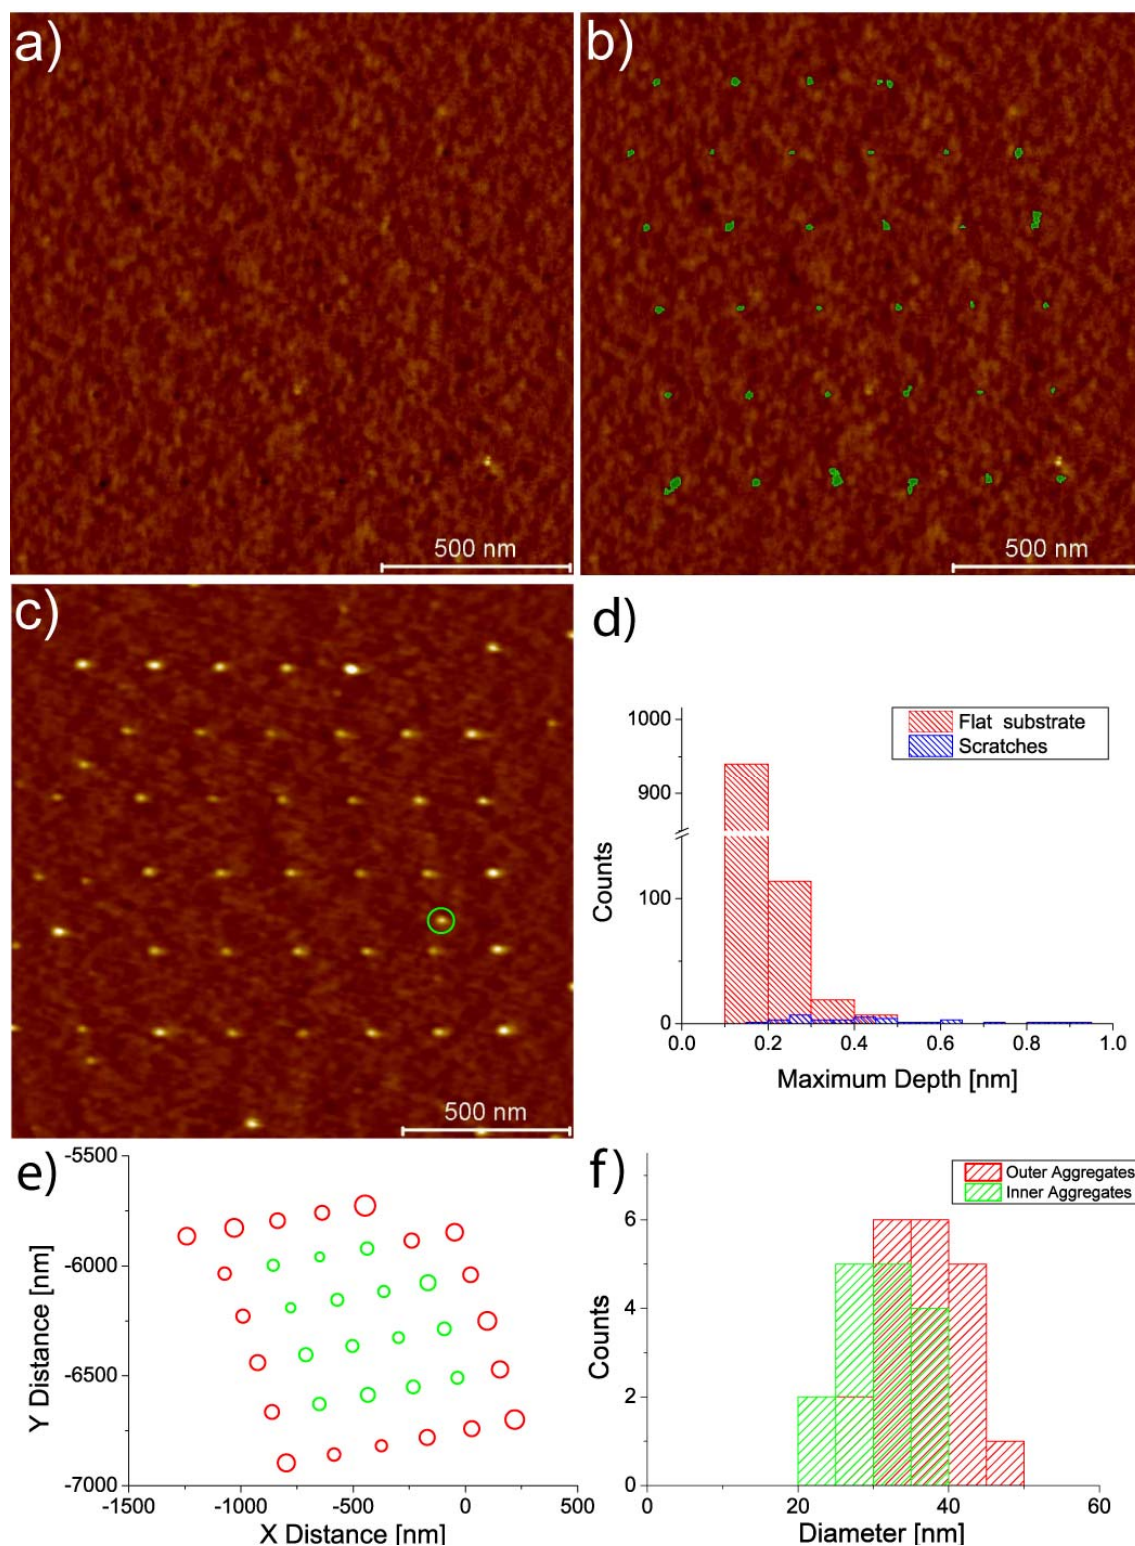 a)
500 nm
b)
500 nm
c)
500 nm
d)
Flat substrate
Scratches
1000
900
100
0
Counts
0.0 0.2 0.4 0.6 0.8 1.0
Maximum Depth [nm]
e)
-5500
-6000
-6500
-7000
Y Distance [nm]
-1500 -1000 -500 0 500
X Distance [nm]
f)
Outer Aggregates
Inner Aggregates
6
4
2
0
Counts
0 20 40 60
Diameter [nm]